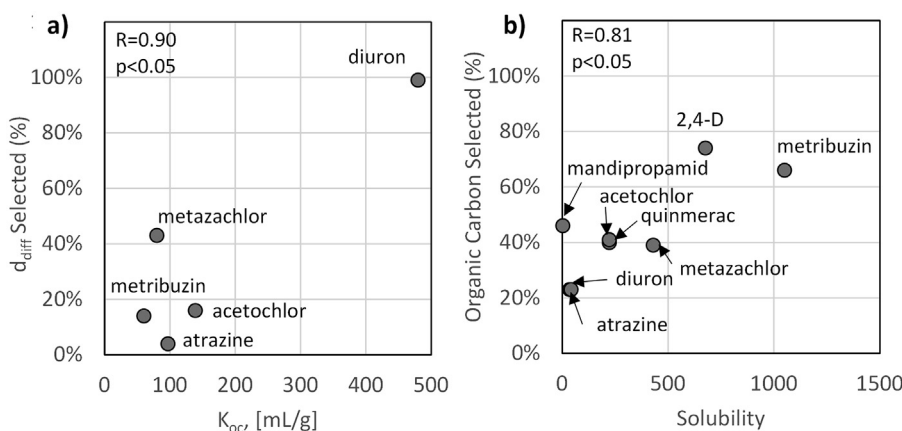 a)
R=0.90
p<0.05
diuron
metazachlor
metribuzin
acetochlor
atrazine
100%
80%
60%
40%
20%
0%
0 100 200 300 400 500
d_diff Selected (%)
K_oc, [mL/g]
b)
R=0.81
p<0.05
2,4-D
metribuzin
mandipropamid
acetochlor
quinmerac
metazachlor
diuron
atrazine
100%
80%
60%
40%
20%
0%
0 500 1000 1500
Organic Carbon Selected (%)
Solubility